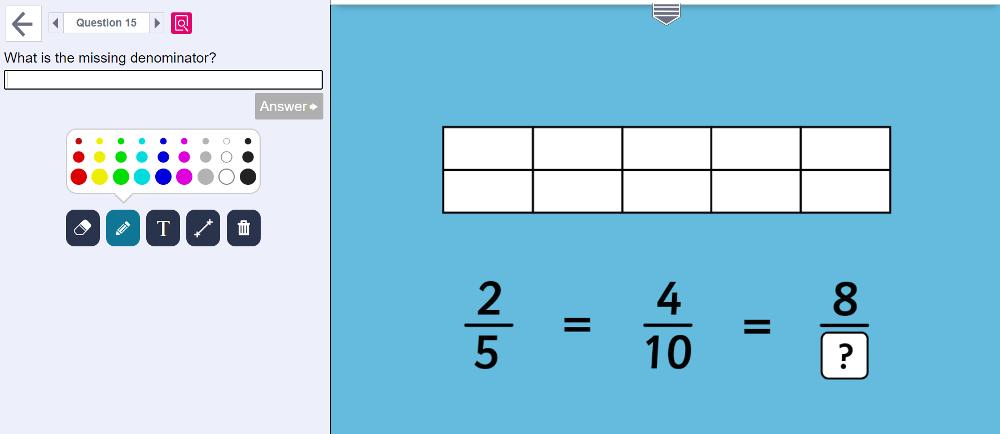 Question 15
What is the missing denominator?
Answer
T
2/5 = 4/10 = 8/?